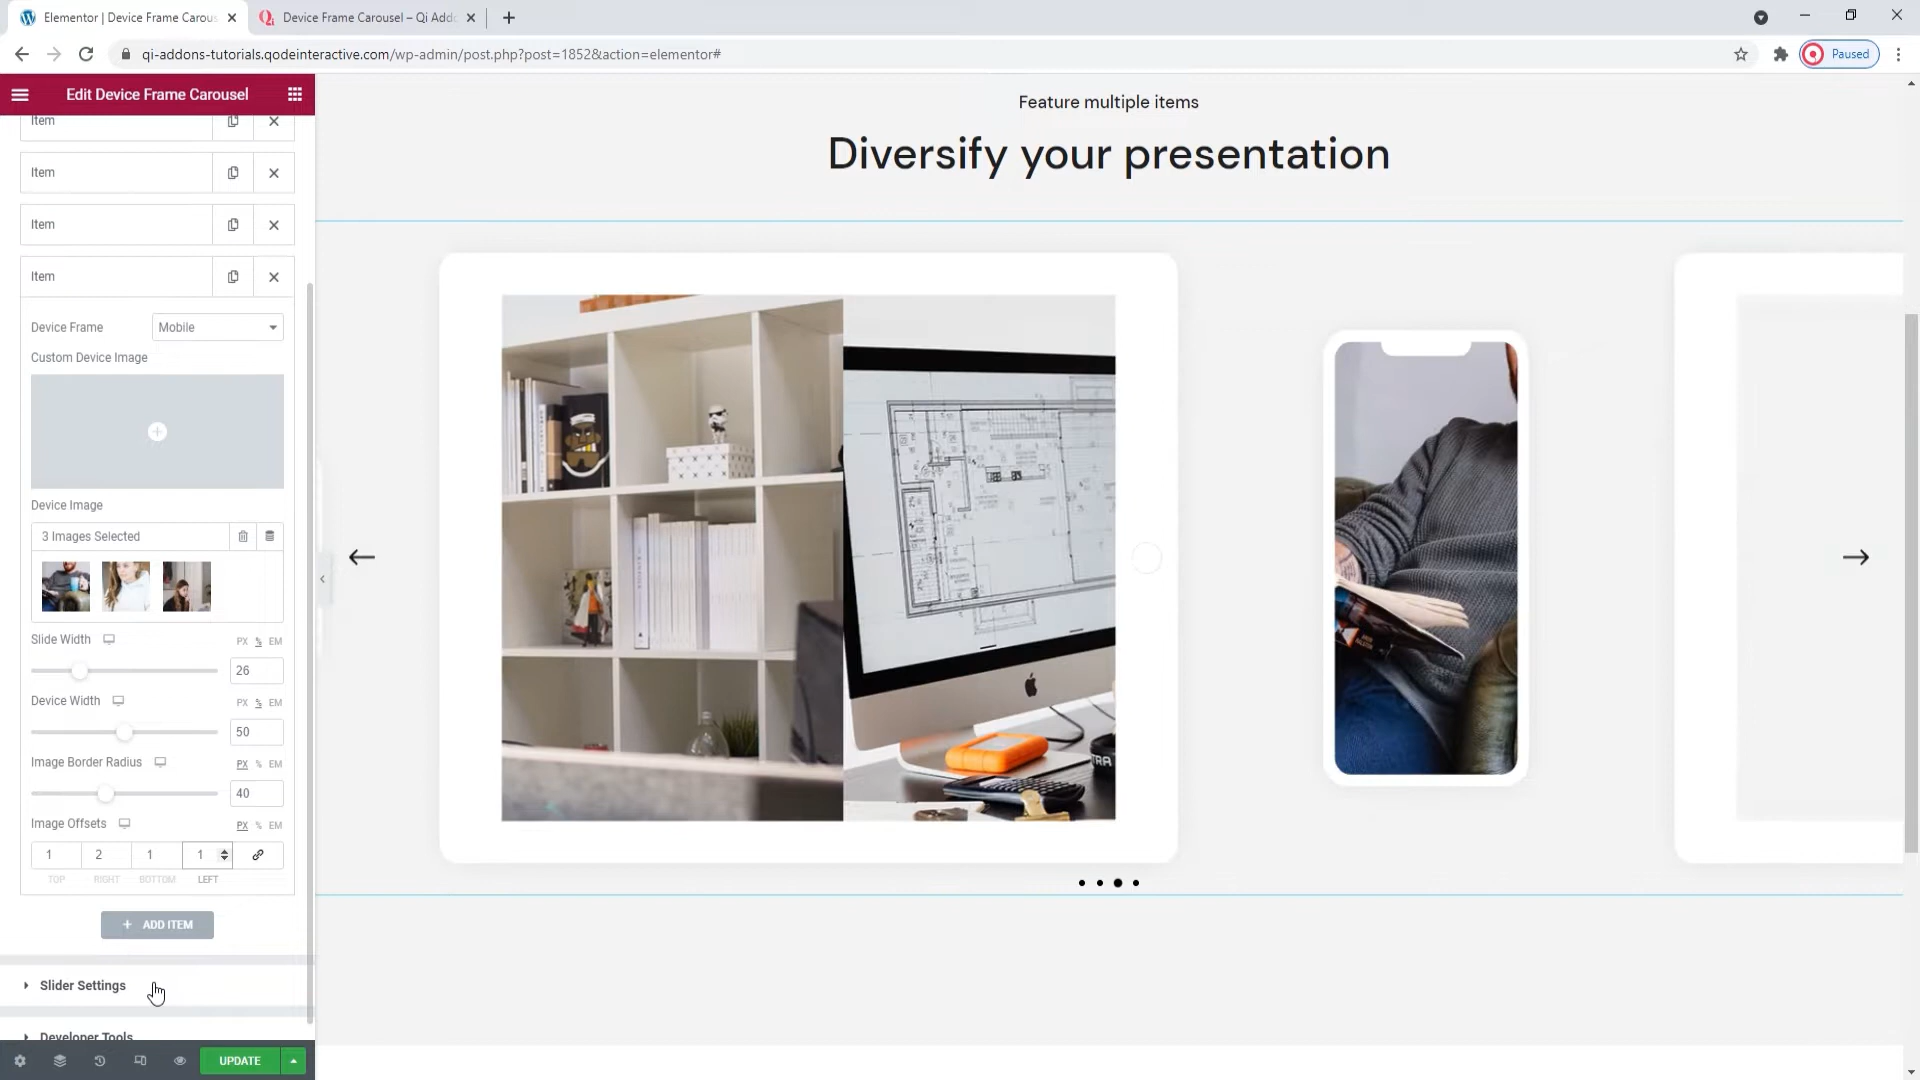 Elementor | Device Frame Carous
Device Frame Carousel – Qi Addo
qi-addons-tutorials.qodeinteractive.com/wp-admin/post.php?post=1852&action=elementor#
Paused
Edit Device Frame Carousel
Item
Item
Item
Item
Device Frame
Mobile
Custom Device Image
Device Image
3 Images Selected
Slide Width
PX % EM
26
Device Width
PX % EM
50
Image Border Radius
PX % EM
40
Image Offsets
PX % EM
1 2 1 1
TOP RIGHT BOTTOM LEFT
+ ADD ITEM
Slider Settings
Developer Tools
UPDATE
Feature multiple items
Diversify your presentation